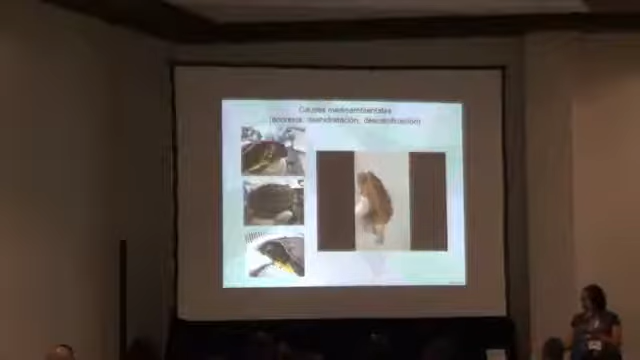 Causas medioambientales
(anorexia, deshidratación, descalcificación)